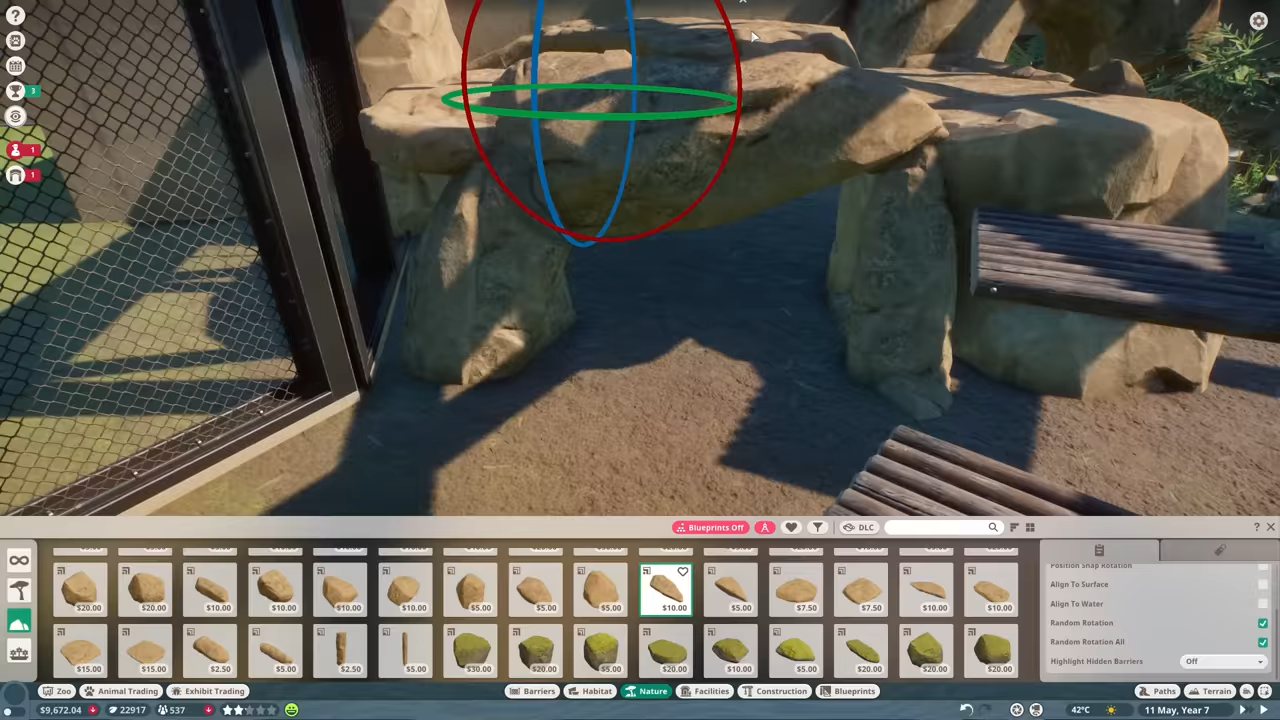 ?
3
1
1
Blueprints Off
DLC
?
$20.00 $20.00 $10.00 $10.00 $10.00 $10.00 $5.00 $5.00 $5.00 $10.00 $5.00 $7.50 $7.50 $10.00 $10.00
Position Snap Rotation
Align To Surface
Align To Water
Random Rotation
Random Rotation All
Highlight Hidden Barriers Off
$15.00 $15.00 $2.50 $5.00 $2.50 $5.00 $30.00 $20.00 $20.00 $20.00 $10.00 $5.00 $20.00 $20.00 $20.00
Zoo Animal Trading Exhibit Trading Barriers Habitat Nature Facilities Construction Blueprints Paths Terrain
$9,672.04 22917 537 42°C 11 May, Year 7